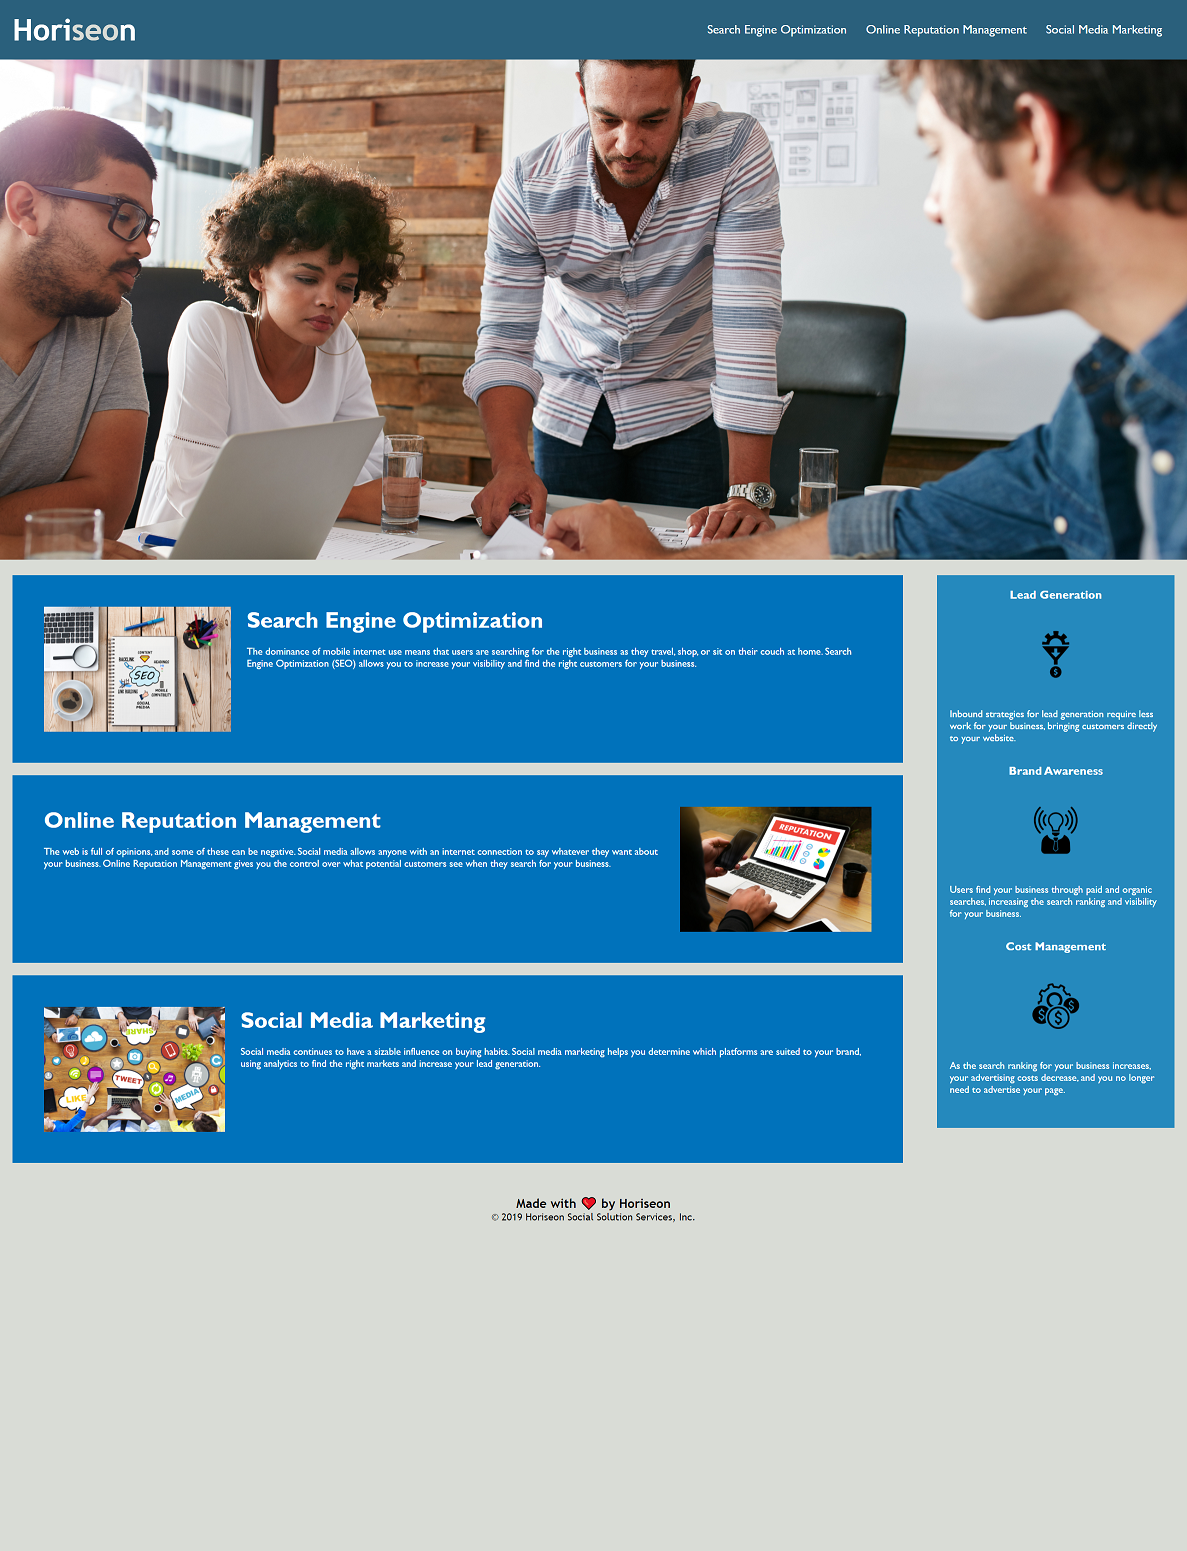 Horiseon
Search Engine Optimization
Online Reputation Management
Social Media Marketing
CONTENT
BACKLINK
KEYWORDS
SEO
LINK BUILDING
MOBILE
COMPATIBILITY
SOCIAL
MEDIA
Search Engine Optimization
The dominance of mobile internet use means that users are searching for the right business as they travel, shop, or sit on their couch at home. Search
Engine Optimization (SEO) allows you to increase your visibility and find the right customers for your business.
Online Reputation Management
The web is full of opinions, and some of these can be negative. Social media allows anyone with an internet connection to say whatever they want about
your business. Online Reputation Management gives you the control over what potential customers see when they search for your business.
REPUTATION
SHARE
TWEET
LIKE
MEDIA
Social Media Marketing
Social media continues to have a sizable influence on buying habits. Social media marketing helps you determine which platforms are suited to your brand,
using analytics to find the right markets and increase your lead generation.
Lead Generation
$
Inbound strategies for lead generation require less
work for your business, bringing customers directly
to your website.
Brand Awareness
Users find your business through paid and organic
searches, increasing the search ranking and visibility
for your business.
Cost Management
$ $ $
As the search ranking for your business increases,
your advertising costs decrease, and you no longer
need to advertise your page.
Made with ❤️ by Horiseon
© 2019 Horiseon Social Solution Services, Inc.